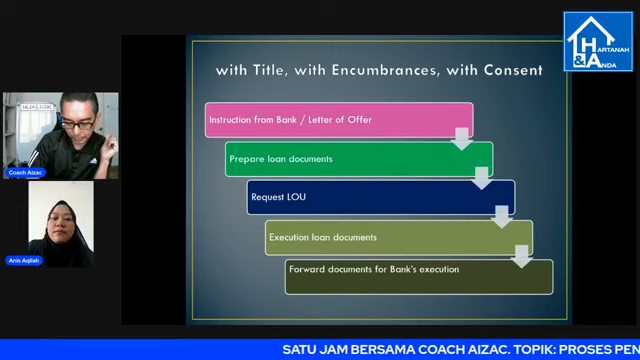 HARTANAH
& ANDA
with Title, with Encumbrances, with Consent
Instruction from Bank / Letter of Offer
Prepare loan documents
Request LOU
Execution loan documents
Forward documents for Bank's execution
Coach Aizac
Anis Aqilah
SATU JAM BERSAMA COACH AIZAC. TOPIK: PROSES PEN